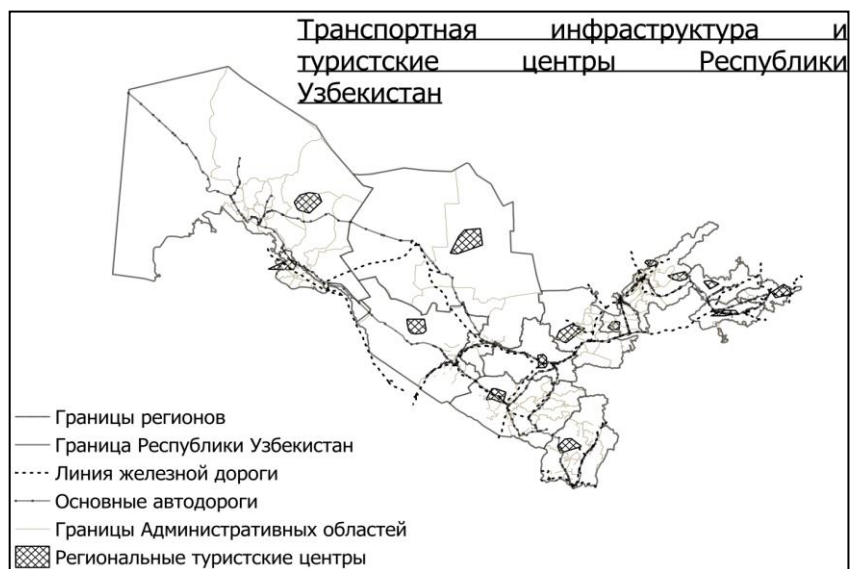 Транспортная инфраструктура и
туристские центры Республики
Узбекистан
Границы регионов
Граница Республики Узбекистан
Линия железной дороги
Основные автодороги
Границы Административных областей
Региональные туристские центры